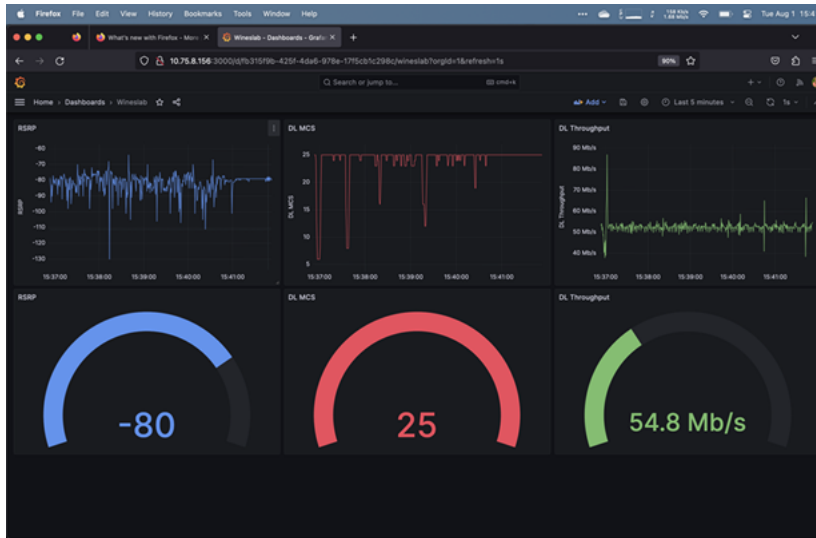 Firefox File Edit View History Bookmarks Tools Window Help Tue Aug 1 15:4
What's new with Firefox - More × Wineslab - Dashboards - Grafan × +
10.75.8.156:3000/d/fb315f9b-425f-4da6-978e-17f5cb1c298c/wineslab?orgId=1&refresh=1s 90%
Search or jump to... cmd+k
Home › Dashboards › Wineslab Add Last 5 minutes 1s
RSRP
-60
-70
-80
-90
-100
-110
-120
-130
RSRP
15:37:00 15:38:00 15:39:00 15:40:00 15:41:00
DL MCS
25
20
15
10
5
DL MCS
15:37:00 15:38:00 15:39:00 15:40:00 15:41:00
DL Throughput
90 Mb/s
80 Mb/s
70 Mb/s
60 Mb/s
50 Mb/s
40 Mb/s
DL Throughput
15:37:00 15:38:00 15:39:00 15:40:00 15:41:00
RSRP
-80
DL MCS
25
DL Throughput
54.8 Mb/s